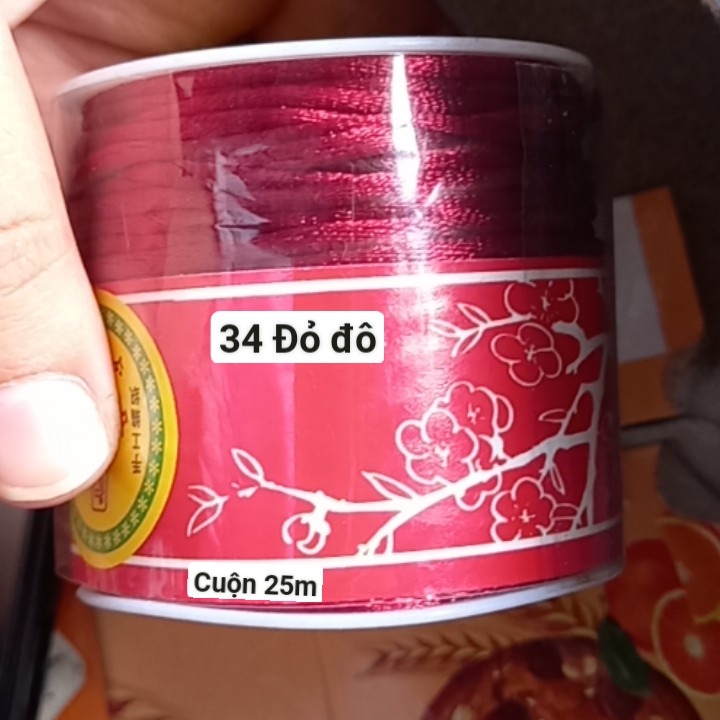 34 Đỏ đô
Cuộn 25m